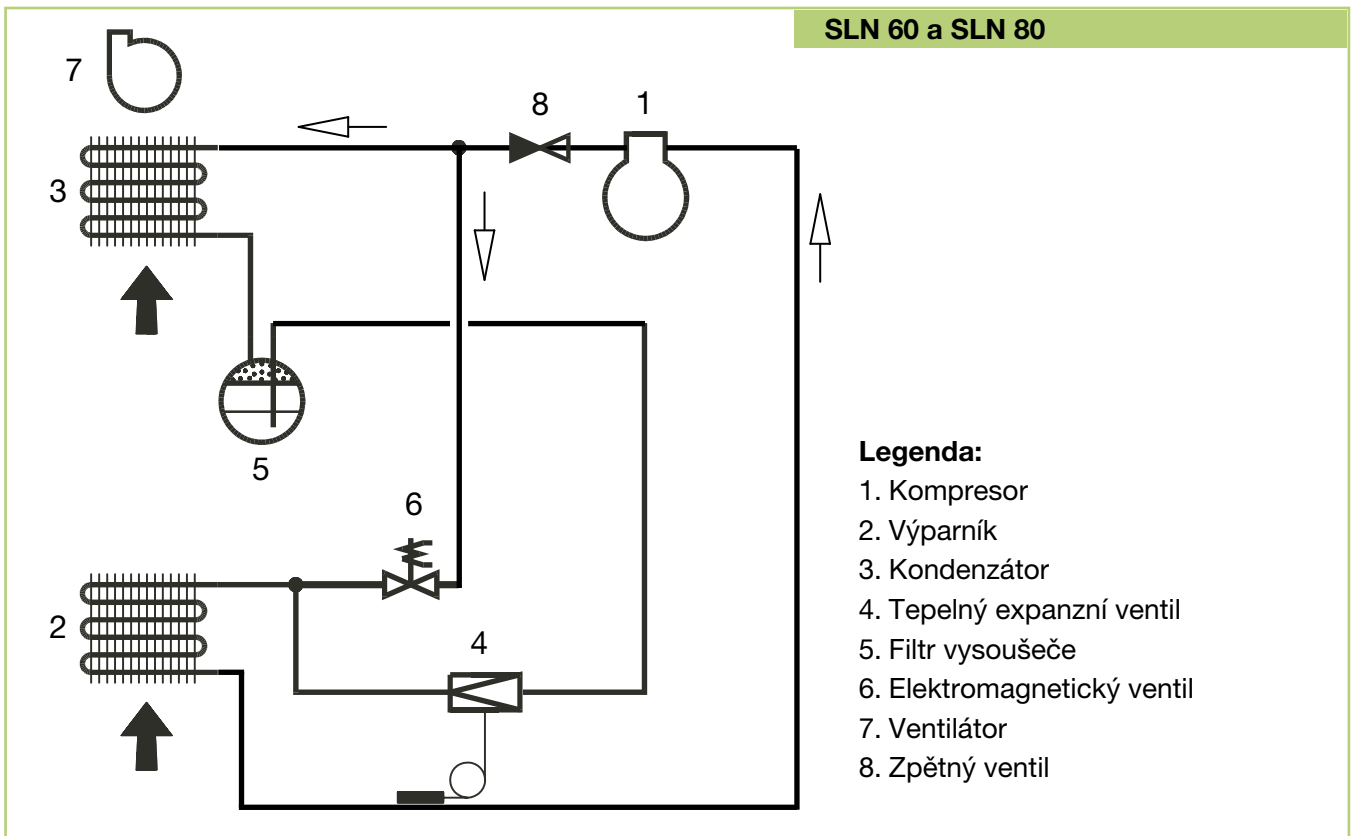 SLN 60 a SLN 80
7
8
1
3
5
6
2
4
Legenda:
1. Kompresor
2. Výparník
3. Kondenzátor
4. Tepelný expanzní ventil
5. Filtr vysoušeče
6. Elektromagnetický ventil
7. Ventilátor
8. Zpětný ventil